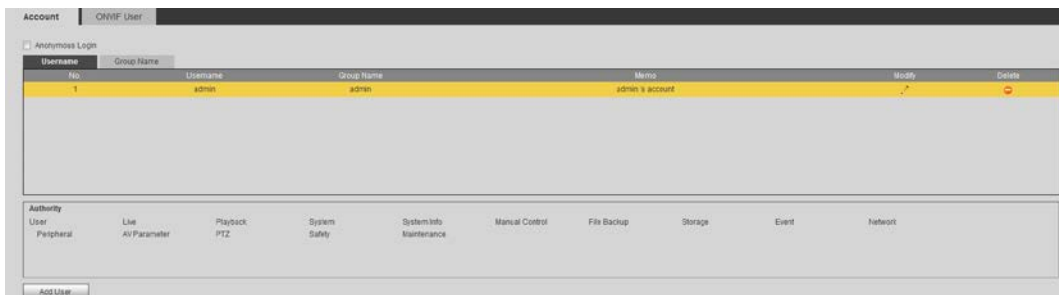 Account ONVIF User
Anonymous Login
Username Group Name
No. Username Group Name Memo Modify Delete
1 admin admin admin 's account
Authority
User Live Playback System System Info Manual Control File Backup Storage Event Network
Peripheral AV Parameter PTZ Safety Maintenance
Add User